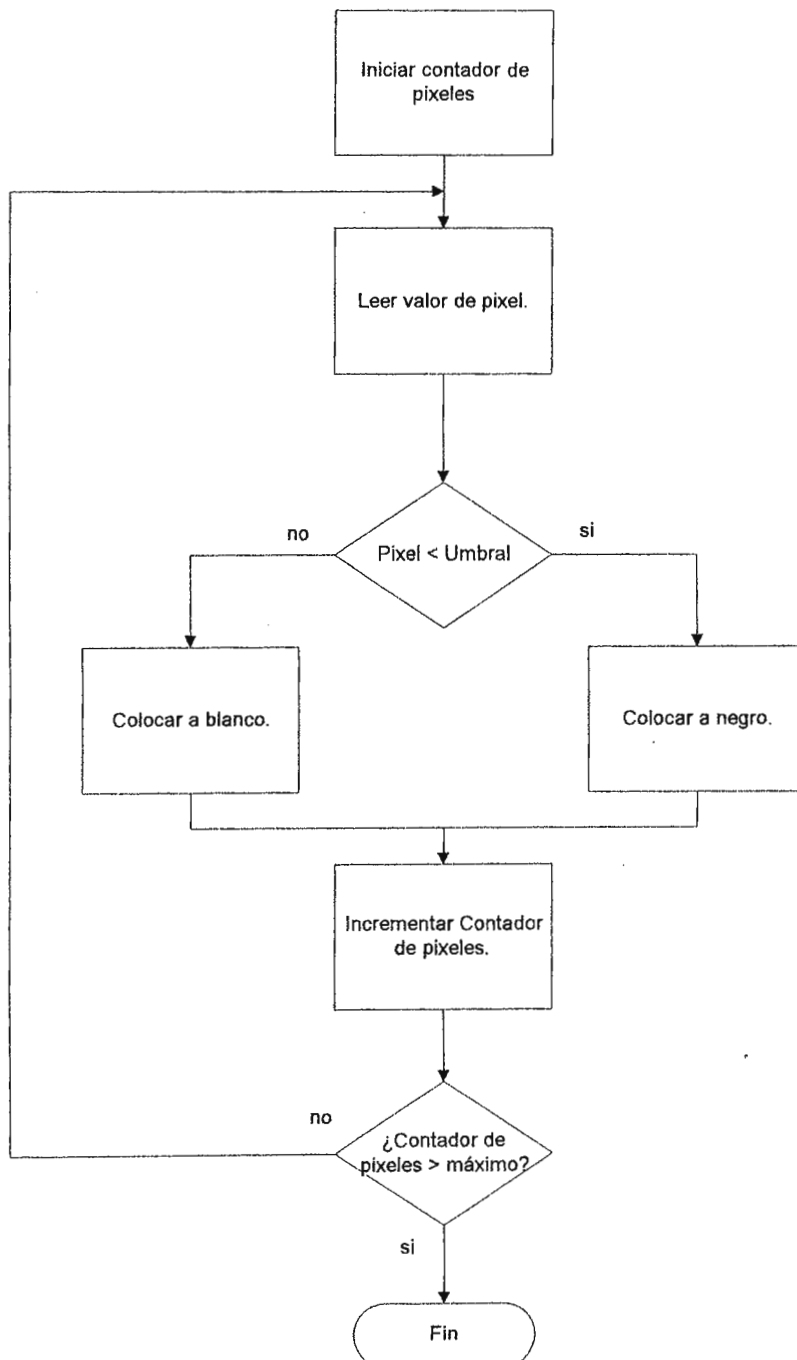 Iniciar contador de
pixeles
Leer valor de pixel.
no
Pixel < Umbral
si
Colocar a blanco.
Colocar a negro.
Incrementar Contador
de pixeles.
no
¿Contador de
pixeles > máximo?
si
Fin